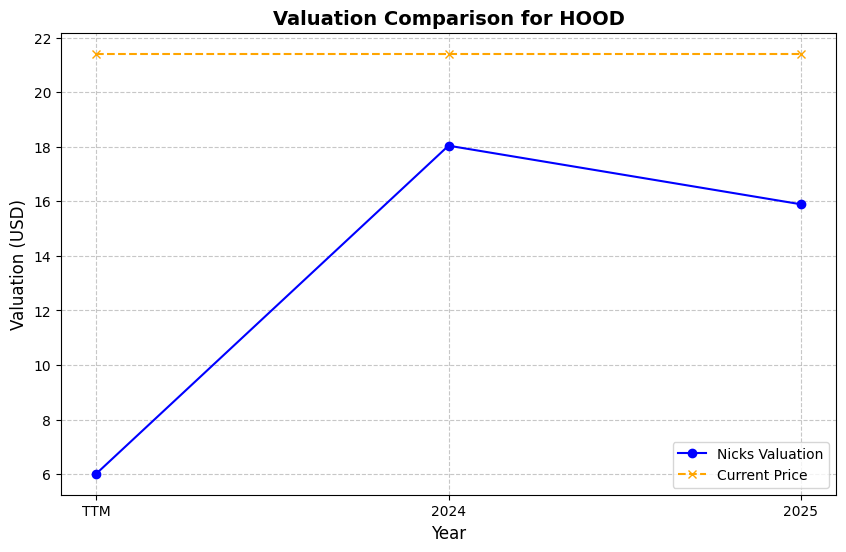 Valuation Comparison for HOOD
Valuation (USD)
22
20
18
16
14
12
10
8
6
TTM
2024
2025
Year
Nicks Valuation
Current Price